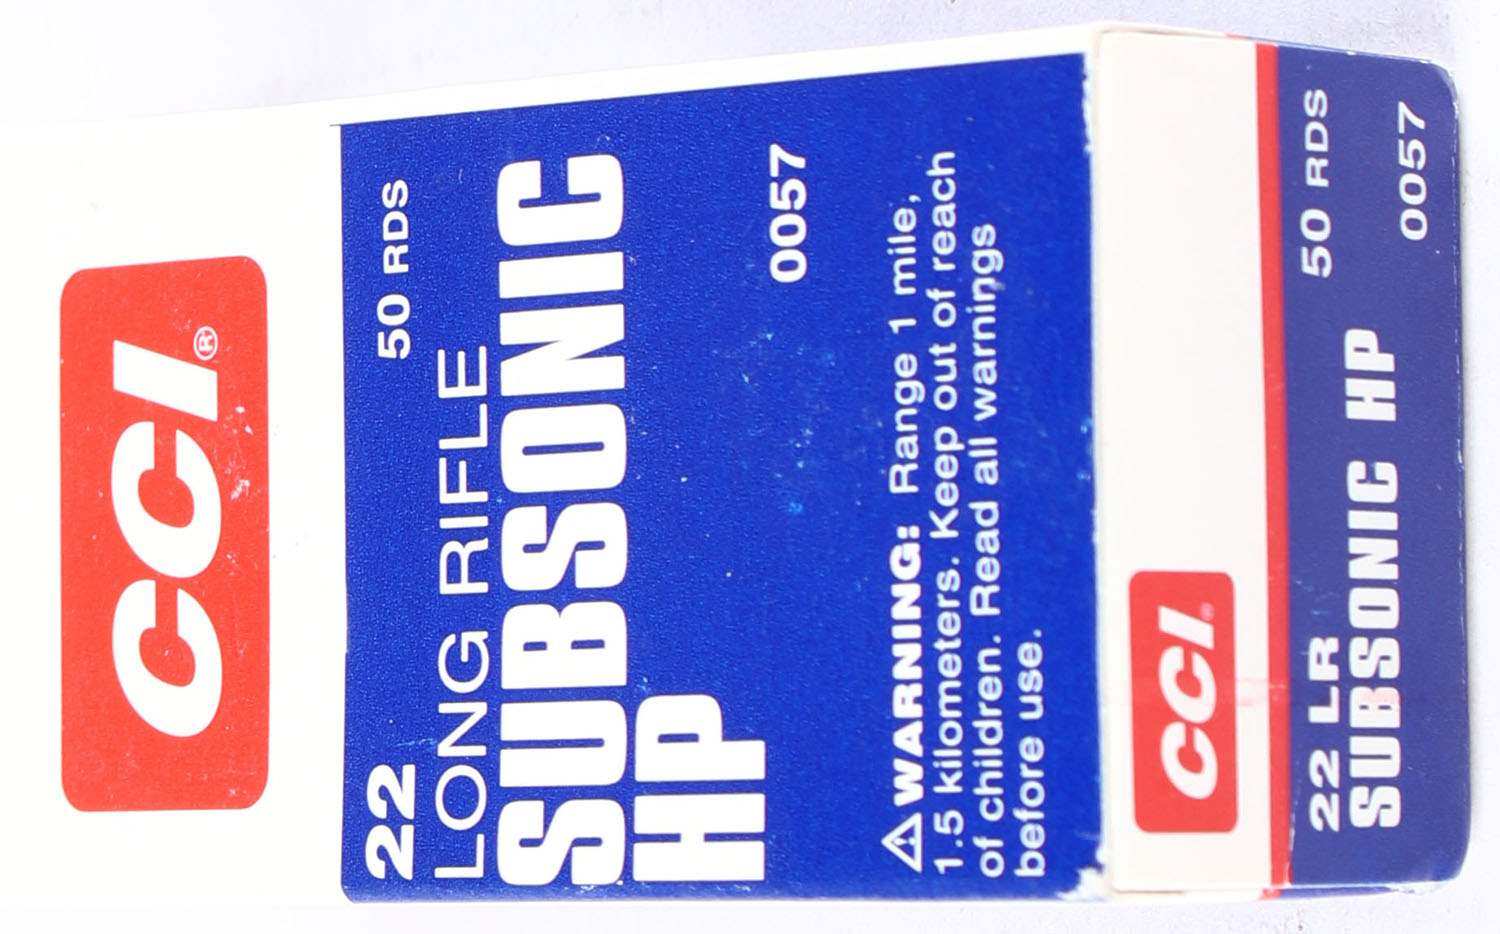 CCI®
22 50 RDS
LONG RIFLE
SUBSONIC
HP
0057
⚠WARNING: Range 1 mile,
1.5 kilometers. Keep out of reach
of children. Read all warnings
before use.
CCI®
22 LR 50 RDS
SUBSONIC HP
0057